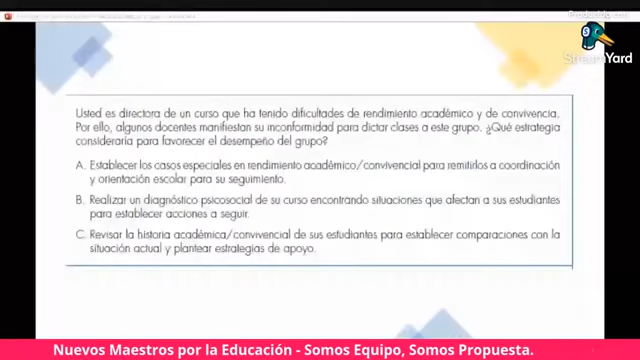 StreamYard
Usted es directora de un curso que ha tenido dificultades de rendimiento académico y de convivencia.
Por ello, algunos docentes manifiestan su inconformidad para dictar clases a este grupo. ¿Qué estrategia
consideraría para favorecer el desempeño del grupo?
A. Establecer los casos especiales en rendimiento académico/convivencial para remitirlos a coordinación
y orientación escolar para su seguimiento.
B. Realizar un diagnóstico psicosocial de su curso encontrando situaciones que afectan a sus estudiantes
para establecer acciones a seguir.
C. Revisar la historia académica/convivencial de sus estudiantes para establecer comparaciones con la
situación actual y plantear estrategias de apoyo.
Nuevos Maestros por la Educación - Somos Equipo, Somos Propuesta.